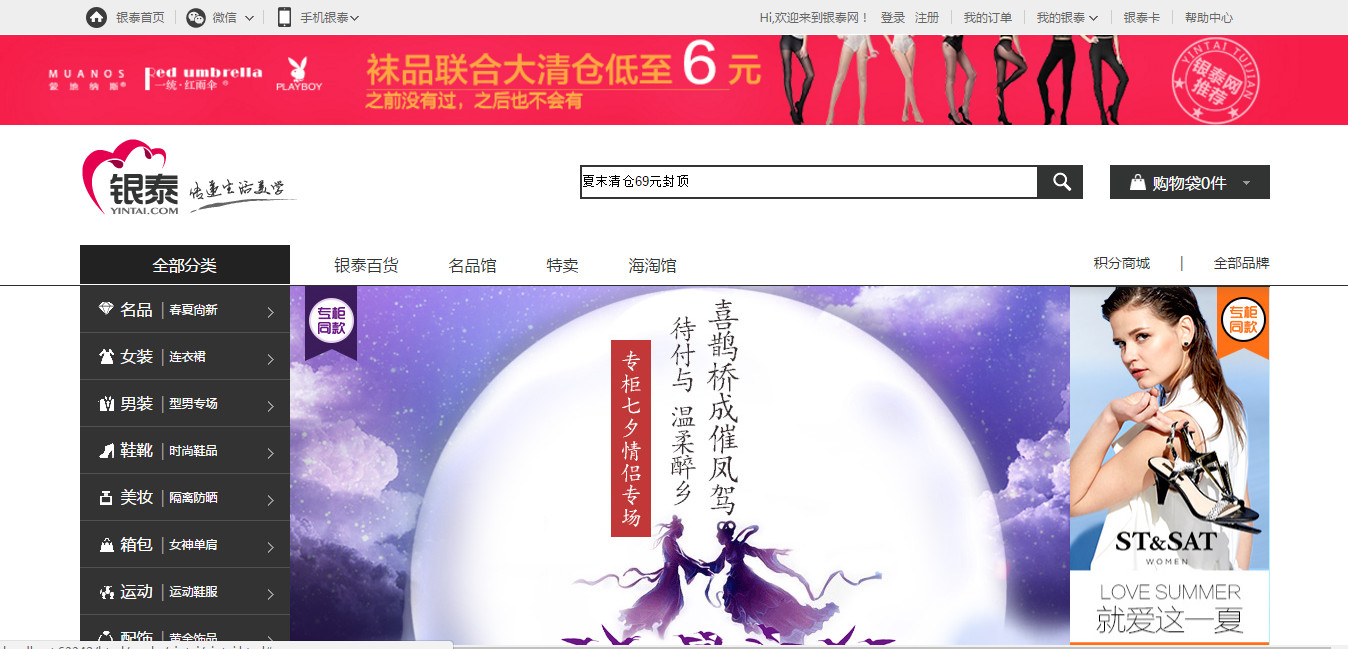 银泰首页 微信 手机银泰 Hi,欢迎来到银泰网！ 登录 注册 我的订单 我的银泰 银泰卡 帮助中心
MUANOS
爱维纳斯®
Red umbrella
一统·红雨伞®
PLAYBOY
袜品联合大清仓低至6元
之前没有过，之后也不会有
YINTAI TUIJIAN
银泰网
推荐
银泰
YINTAI.COM
传递生活美学
夏末清仓69元封顶
购物袋0件
全部分类 银泰百货 名品馆 特卖 海淘馆 积分商城 | 全部品牌
名品 | 春夏尚新
女装 | 连衣裙
男装 | 型男专场
鞋靴 | 时尚鞋品
美妆 | 隔离防晒
箱包 | 女神单肩
运动 | 运动鞋服
配饰 | 黄金饰品
专柜
同款
喜鹊桥成催凤驾
待付与 温柔醉乡
专柜七夕情侣专场
专柜
同款
ST&SAT
WOMEN
LOVE SUMMER
就爱这一夏